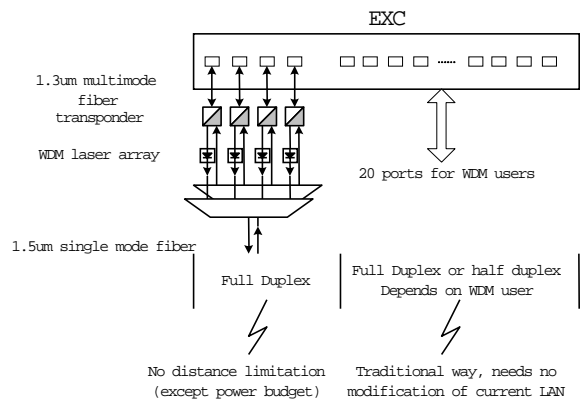 EXC
1.3um multimode
fiber
transponder
WDM laser array
20 ports for WDM users
1.5um single mode fiber
Full Duplex
Full Duplex or half duplex
Depends on WDM user
No distance limitation
(except power budget)
Traditional way, needs no
modification of current LAN